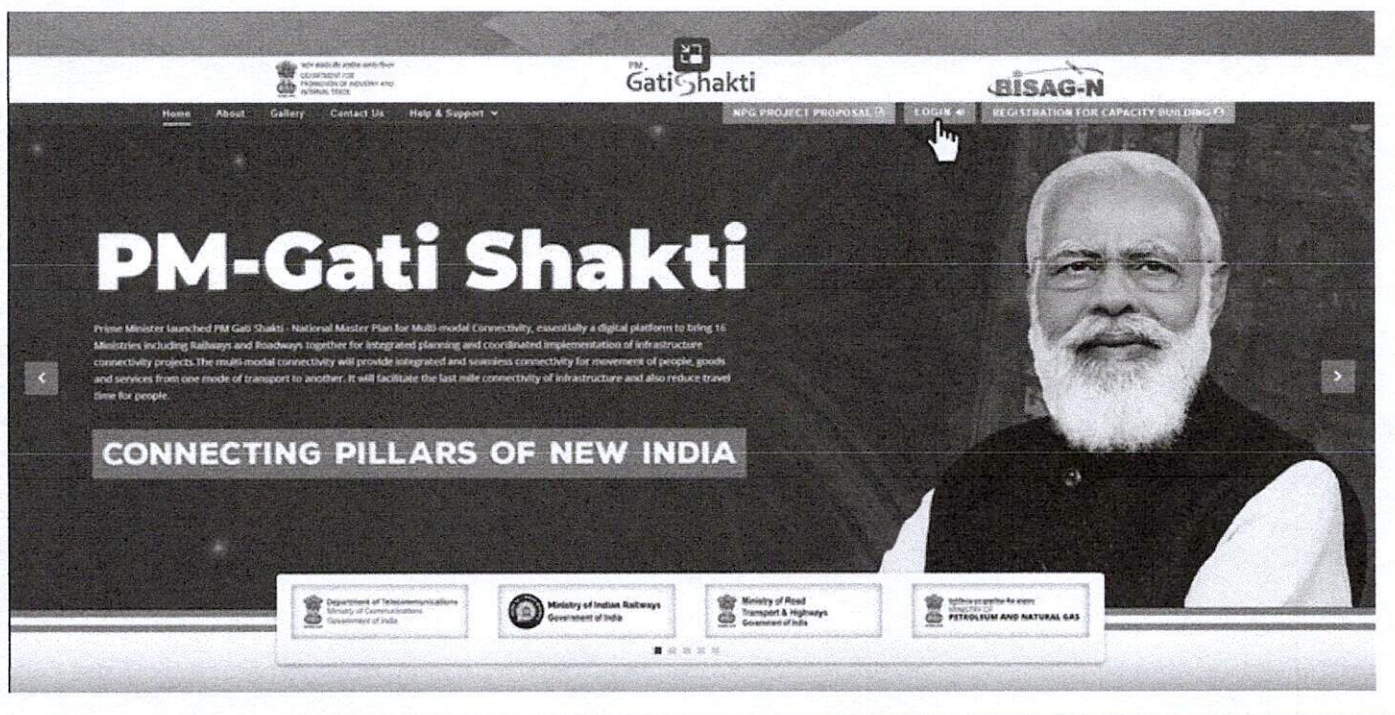 DEPARTMENT FOR
PROMOTION OF INDUSTRY AND
INTERNAL TRADE
PM
GatiShakti
BISAG-N
Home About Gallery Contact Us Help & Support NPG PROJECT PROPOSAL LOGIN REGISTRATION FOR CAPACITY BUILDING
PM-Gati Shakti
Prime Minister launched PM Gati Shakti - National Master Plan for Multi-modal Connectivity, essentially a digital platform to bring 16
Ministries including Railways and Roadways together for integrated planning and coordinated implementation of infrastructure
connectivity projects.The multi-modal connectivity will provide integrated and seamless connectivity for movement of people, goods
and services from one mode of transport to another. It will facilitate the last mile connectivity of infrastructure and also reduce travel
time for people.
CONNECTING PILLARS OF NEW INDIA
Department of Telecommunications
Ministry of Communications
Government of India
Ministry of Indian Railways
Government of India
Ministry of Road
Transport & Highways
Government of India
MINISTRY OF
PETROLEUM AND NATURAL GAS